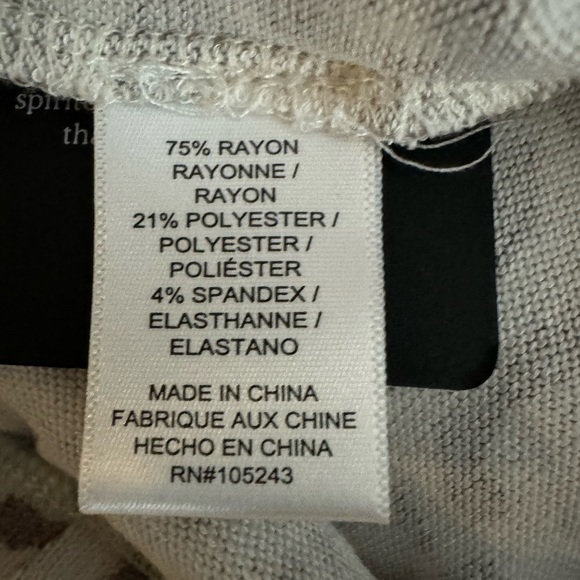 75% RAYON
RAYONNE /
RAYON
21% POLYESTER /
POLYESTER /
POLIÉSTER
4% SPANDEX /
ELASTHANNE /
ELASTANO
MADE IN CHINA
FABRIQUE AUX CHINE
HECHO EN CHINA
RN#105243